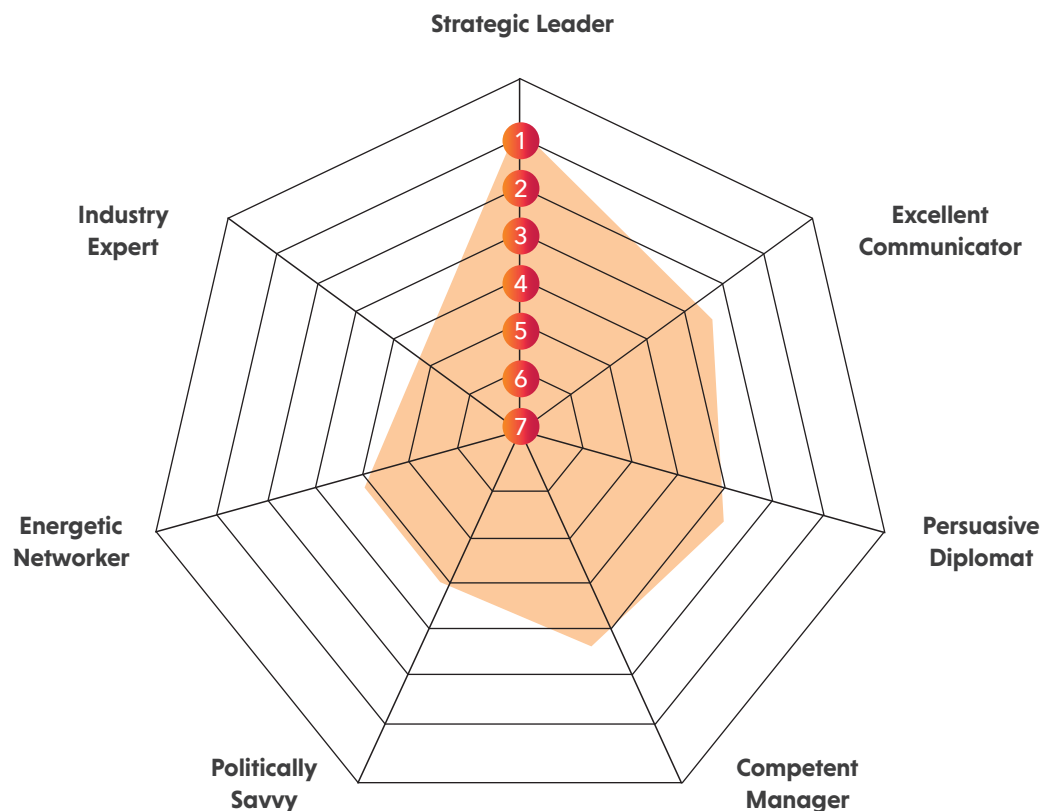 Strategic Leader
1
2
3
4
5
6
7
Industry
Expert
Excellent
Communicator
Energetic
Networker
Persuasive
Diplomat
Politically
Savvy
Competent
Manager